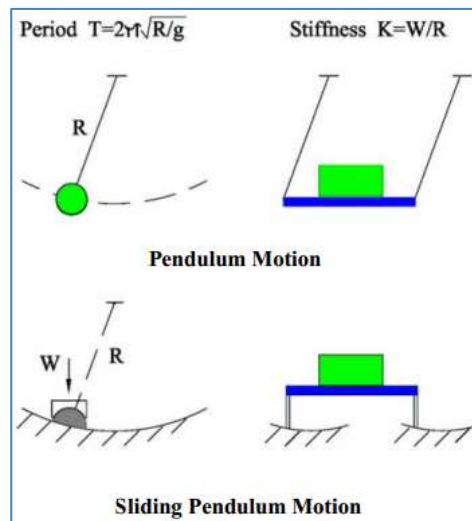 Period T=2π√R/g
Stiffness K=W/R
R
Pendulum Motion
W
R
Sliding Pendulum Motion